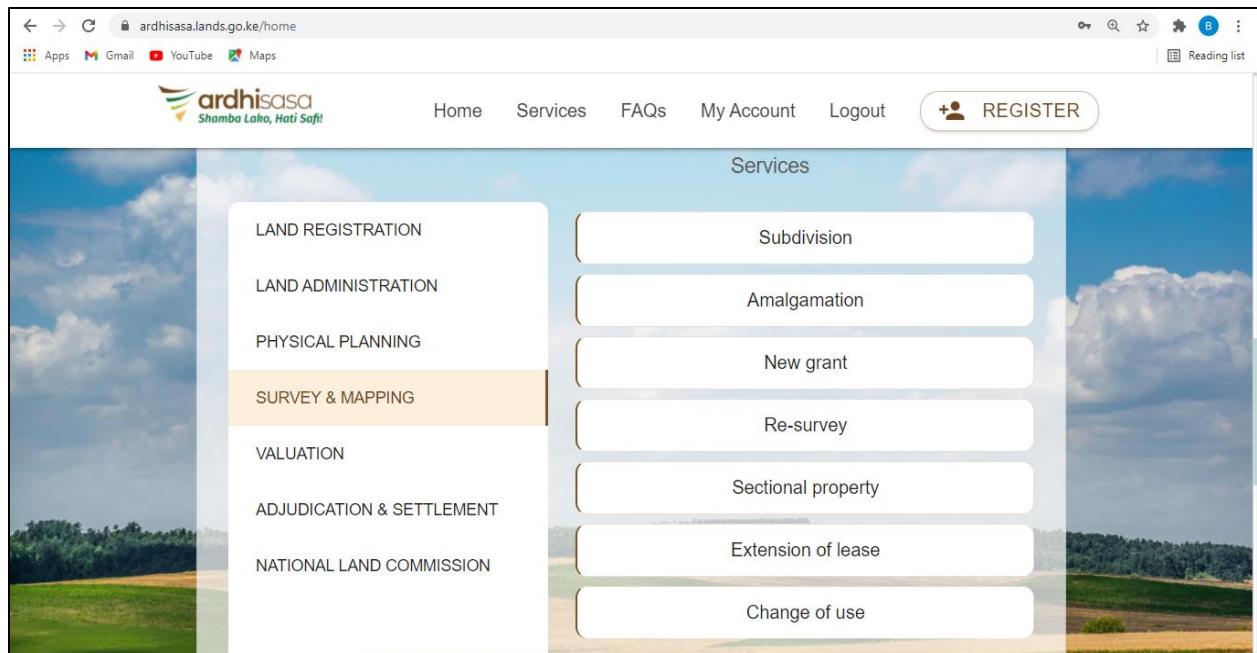 ardhisasa.lands.go.ke/home
B
Apps Gmail YouTube Maps Reading list
ardhisasa
Shamba Lako, Hati Safi!
Home Services FAQs My Account Logout REGISTER
Services
LAND REGISTRATION
LAND ADMINISTRATION
PHYSICAL PLANNING
SURVEY & MAPPING
VALUATION
ADJUDICATION & SETTLEMENT
NATIONAL LAND COMMISSION
Subdivision
Amalgamation
New grant
Re-survey
Sectional property
Extension of lease
Change of use